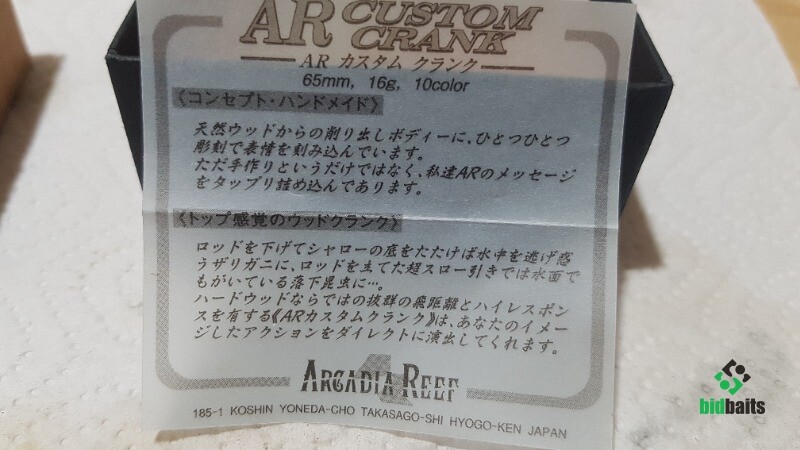 AR CUSTOM CRANK
AR カスタム クランク
65mm, 16g, 10color
《コンセプト・ハンドメイド》
天然ウッドからの削り出しボディーに、ひとつひとつ
彫刻で表情を刻み込んでいます。
ただ手作りというだけではなく、私達ARのメッセージ
をタップリ詰め込んであります。
《トップ感覚のウッドクランク》
ロッドを下げてシャローの底をたたけば水中を逃げ惑
うザリガニに、ロッドを立てた超スロー引きでは水面で
もがいている落下昆虫に…。
ハードウッドならではの抜群の飛距離とハイレスポン
スを有する《ARカスタムクランク》は、あなたのイメー
ジしたアクションをダイレクトに演出してくれます。
ARCADIA REEF
185-1 KOSHIN YONEDA-CHO TAKASAGO-SHI HYOGO-KEN JAPAN
bidbaits